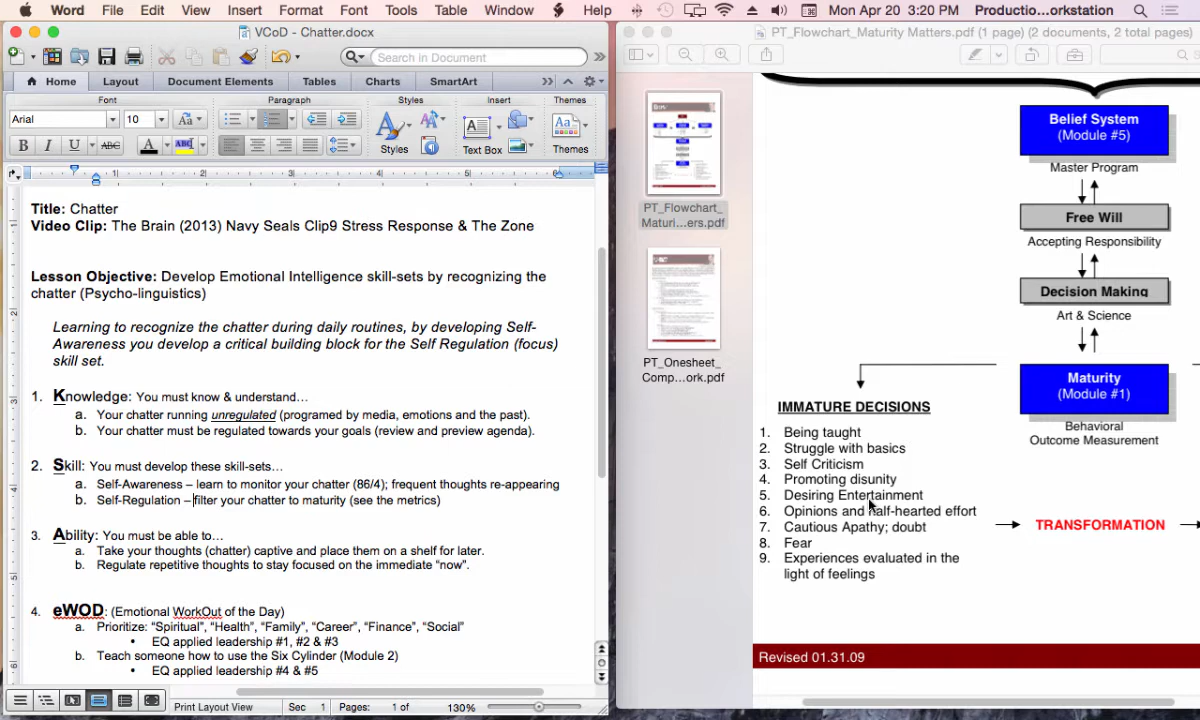 Word File Edit View Insert Format Font Tools Table Window Help Mon Apr 20 3:20 PM Productio...orkstation
VCoD - Chatter.docx
Search in Document
Home Layout Document Elements Tables Charts SmartArt
Font Paragraph Styles Insert Themes
Arial 10 Aa
B I U ABC A ABC Styles Text Box Themes
1 2 3 4 5
Title: Chatter
Video Clip: The Brain (2013) Navy Seals Clip9 Stress Response & The Zone
Lesson Objective: Develop Emotional Intelligence skill-sets by recognizing the
chatter (Psycho-linguistics)
Learning to recognize the chatter during daily routines, by developing Self-
Awareness you develop a critical building block for the Self Regulation (focus)
skill set.
1. Knowledge: You must know & understand…
a. Your chatter running unregulated (programed by media, emotions and the past).
b. Your chatter must be regulated towards your goals (review and preview agenda).
2. Skill: You must develop these skill-sets…
a. Self-Awareness – learn to monitor your chatter (86/4); frequent thoughts re-appearing
b. Self-Regulation – filter your chatter to maturity (see the metrics)
3. Ability: You must be able to…
a. Take your thoughts (chatter) captive and place them on a shelf for later.
b. Regulate repetitive thoughts to stay focused on the immediate “now”.
4. eWOD: (Emotional WorkOut of the Day)
a. Prioritize: “Spiritual”, “Health”, “Family”, “Career”, “Finance”, “Social”
• EQ applied leadership #1, #2 & #3
b. Teach someone how to use the Six Cylinder (Module 2)
• EQ applied leadership #4 & #5
Print Layout View Sec 1 Pages: 1 of 130%
PT_Flowchart_Maturity Matters.pdf (1 page) (2 documents, 2 total pages)
PT_Flowchart_
Maturi...ers.pdf
PT_Onesheet_
Comp...ork.pdf
Belief System
(Module #5)
Master Program
Free Will
Accepting Responsibility
Decision Making
Art & Science
Maturity
(Module #1)
Behavioral
Outcome Measurement
IMMATURE DECISIONS
1. Being taught
2. Struggle with basics
3. Self Criticism
4. Promoting disunity
5. Desiring Entertainment
6. Opinions and half-hearted effort
7. Cautious Apathy; doubt
8. Fear
9. Experiences evaluated in the
light of feelings
TRANSFORMATION
Revised 01.31.09